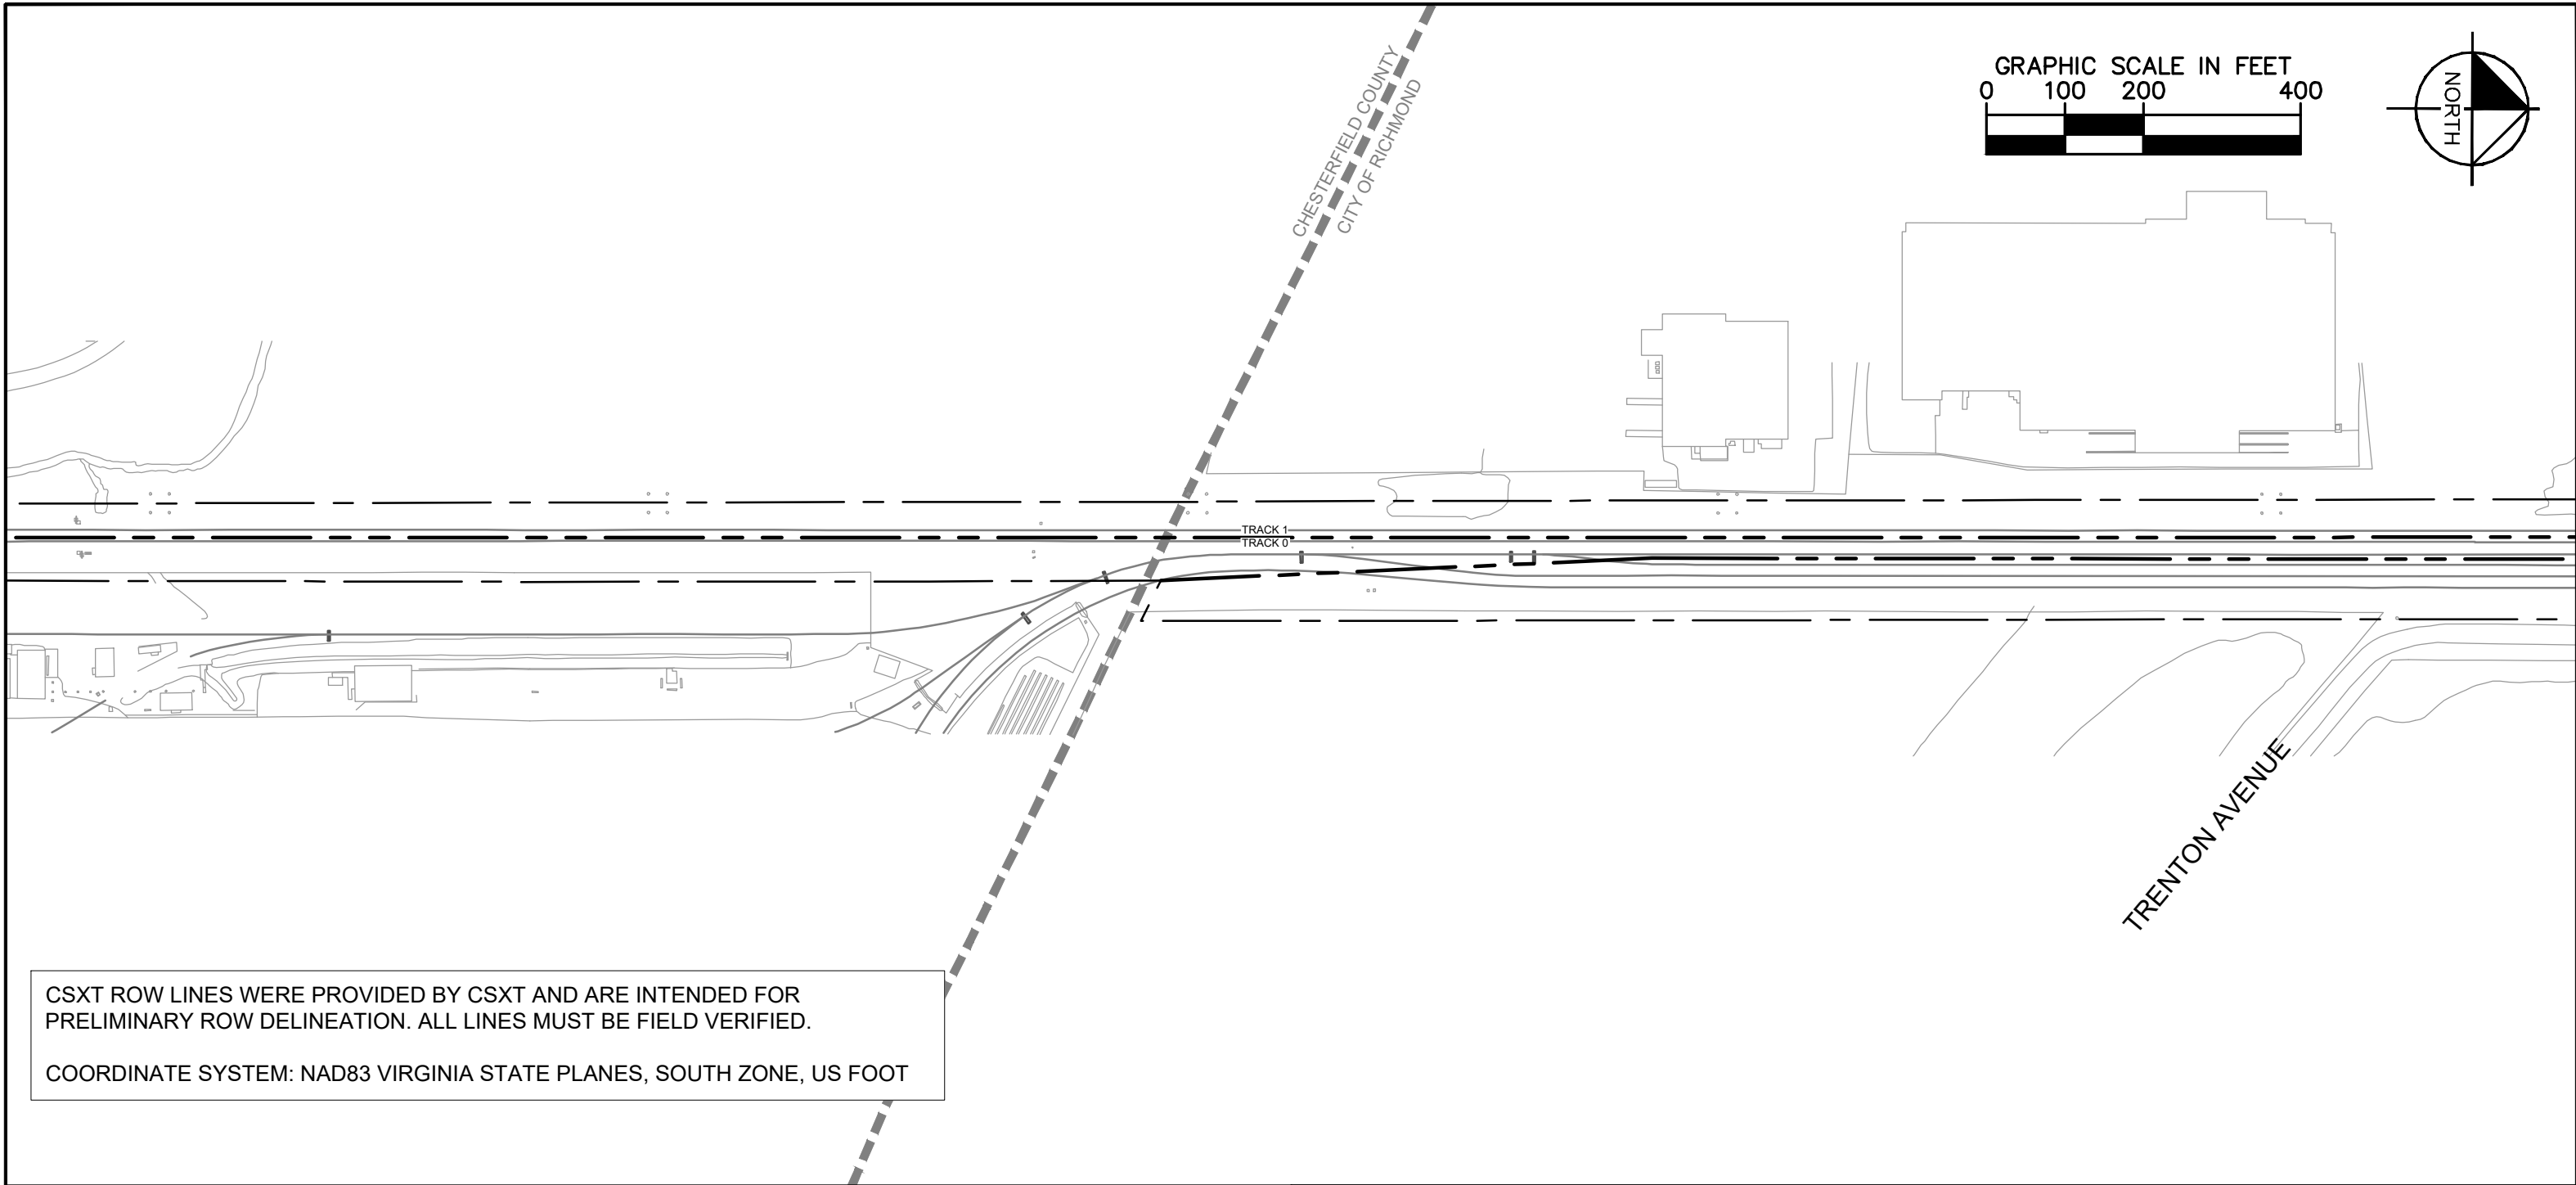 GRAPHIC SCALE IN FEET
0 100 200 400
NORTH
CHESTERFIELD COUNTY
CITY OF RICHMOND
TRACK 1
TRACK 0
TRENTON AVENUE
CSXT ROW LINES WERE PROVIDED BY CSXT AND ARE INTENDED FOR
PRELIMINARY ROW DELINEATION. ALL LINES MUST BE FIELD VERIFIED.
COORDINATE SYSTEM: NAD83 VIRGINIA STATE PLANES, SOUTH ZONE, US FOOT